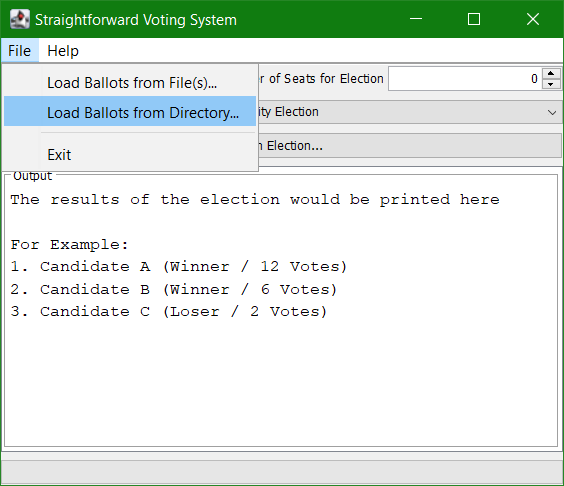 Straightforward Voting System
File Help
Load Ballots from File(s)...
er of Seats for Election 0
Load Ballots from Directory...
ity Election
Exit
Election...
Output
The results of the election would be printed here
For Example:
1. Candidate A (Winner / 12 Votes)
2. Candidate B (Winner / 6 Votes)
3. Candidate C (Loser / 2 Votes)